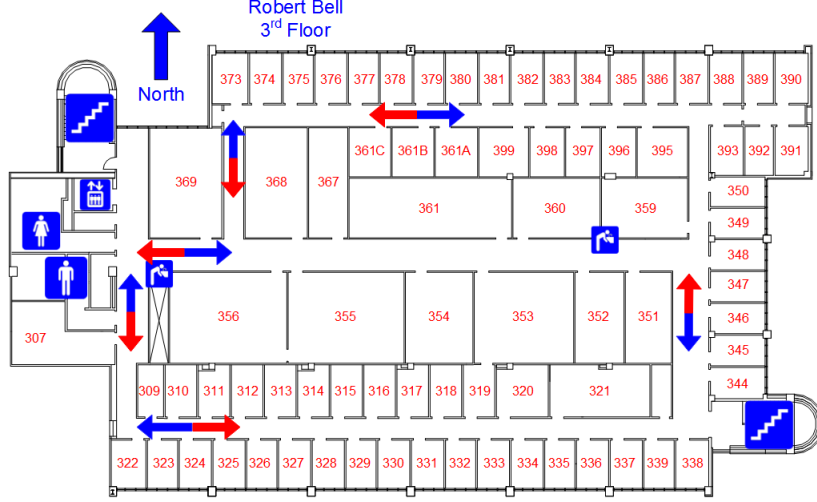 Robert Bell
3rd Floor
North
373 374 375 376 377 378 379 380 381 382 383 384 385 386 387 388 389 390
369 368 367 361C 361B 361A 399 398 397 396 395 393 392 391
361 360 359 350
349
348
347
356 355 354 353 352 351 346
307 345
344
309 310 311 312 313 314 315 316 317 318 319 320 321
322 323 324 325 326 327 328 329 330 331 332 333 334 335 336 337 339 338